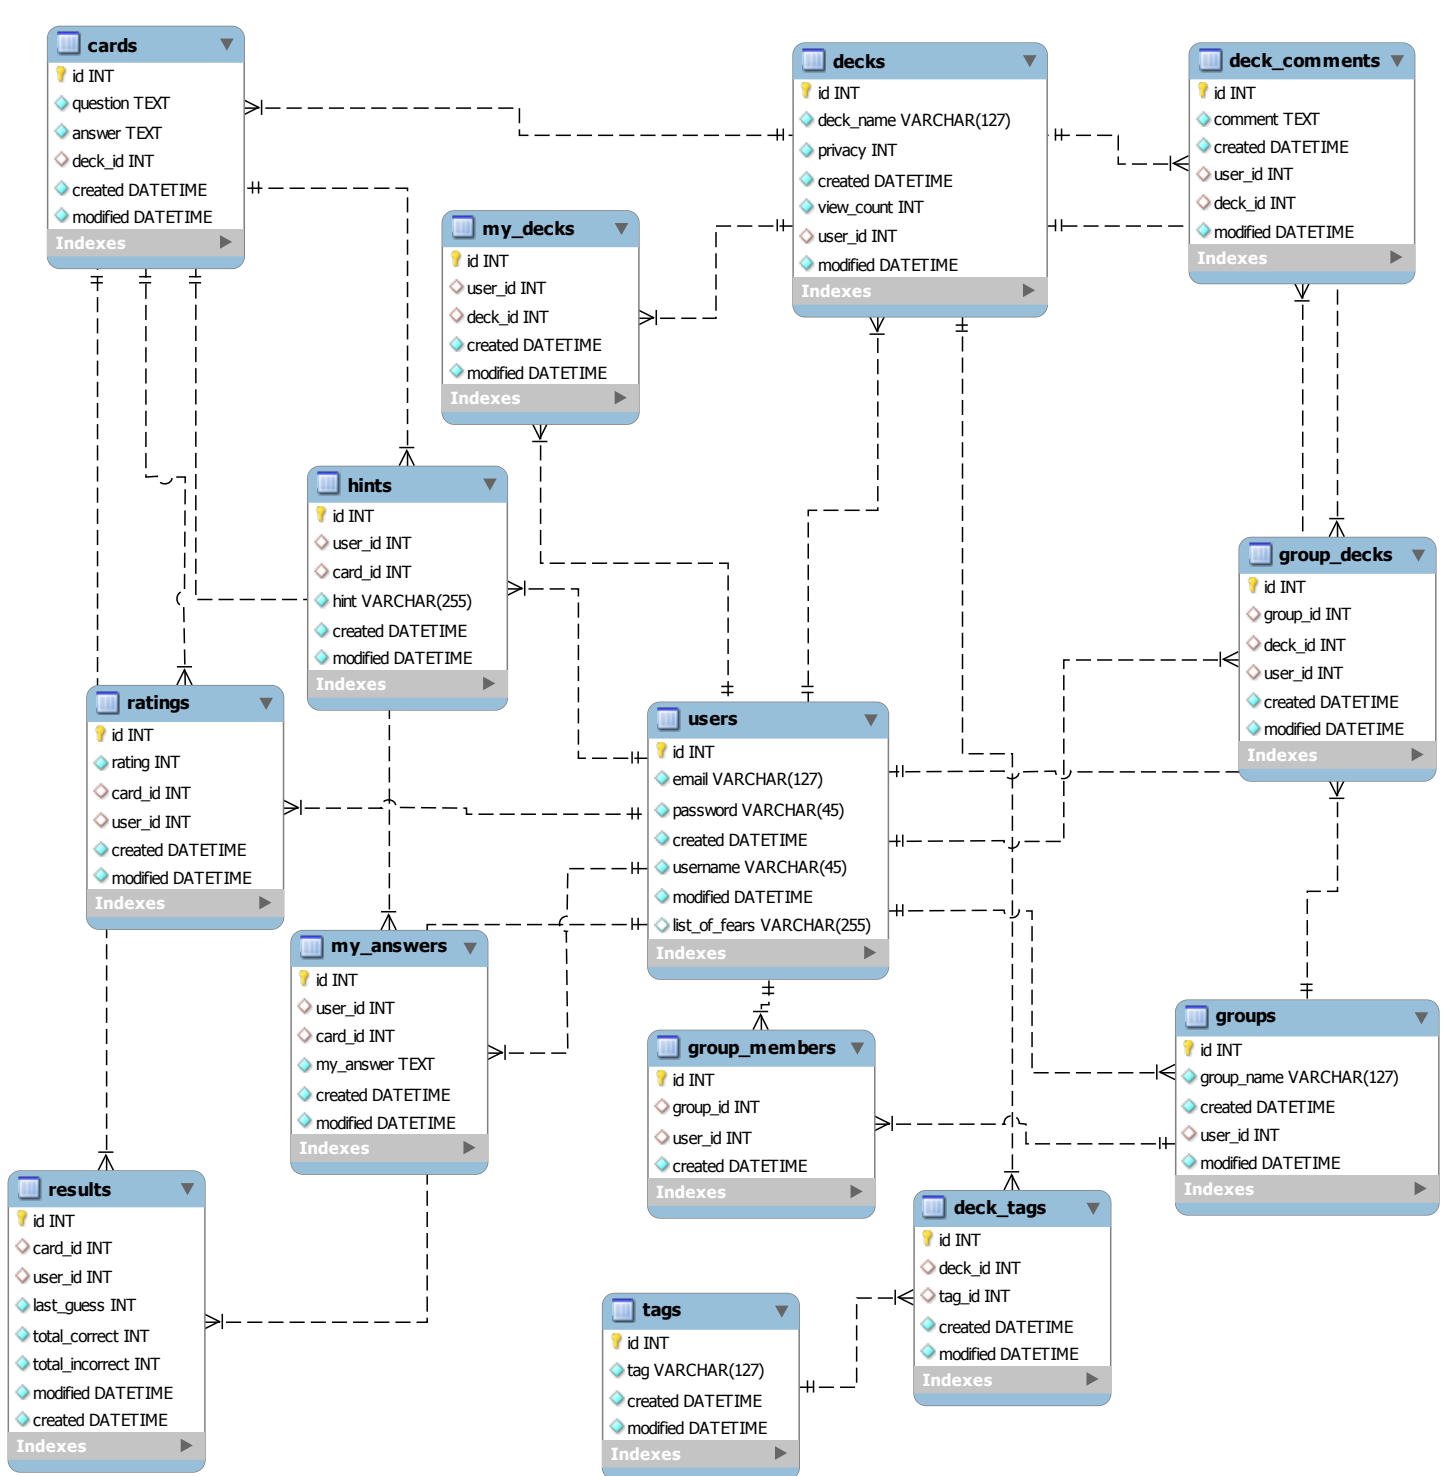 cards
id INT
question TEXT
answer TEXT
deck_id INT
created DATETIME
modified DATETIME
Indexes
decks
id INT
deck_name VARCHAR(127)
privacy INT
created DATETIME
view_count INT
user_id INT
modified DATETIME
Indexes
deck_comments
id INT
comment TEXT
created DATETIME
user_id INT
deck_id INT
modified DATETIME
Indexes
my_decks
id INT
user_id INT
deck_id INT
created DATETIME
modified DATETIME
Indexes
hints
id INT
user_id INT
card_id INT
hint VARCHAR(255)
created DATETIME
modified DATETIME
Indexes
group_decks
id INT
group_id INT
deck_id INT
user_id INT
created DATETIME
modified DATETIME
Indexes
ratings
id INT
rating INT
card_id INT
user_id INT
created DATETIME
modified DATETIME
Indexes
users
id INT
email VARCHAR(127)
password VARCHAR(45)
created DATETIME
username VARCHAR(45)
modified DATETIME
list_of_fears VARCHAR(255)
Indexes
my_answers
id INT
user_id INT
card_id INT
my_answer TEXT
created DATETIME
modified DATETIME
Indexes
group_members
id INT
group_id INT
user_id INT
created DATETIME
Indexes
groups
id INT
group_name VARCHAR(127)
created DATETIME
user_id INT
modified DATETIME
Indexes
results
id INT
card_id INT
user_id INT
last_guess INT
total_correct INT
total_incorrect INT
modified DATETIME
created DATETIME
Indexes
deck_tags
id INT
deck_id INT
tag_id INT
created DATETIME
modified DATETIME
Indexes
tags
id INT
tag VARCHAR(127)
created DATETIME
modified DATETIME
Indexes